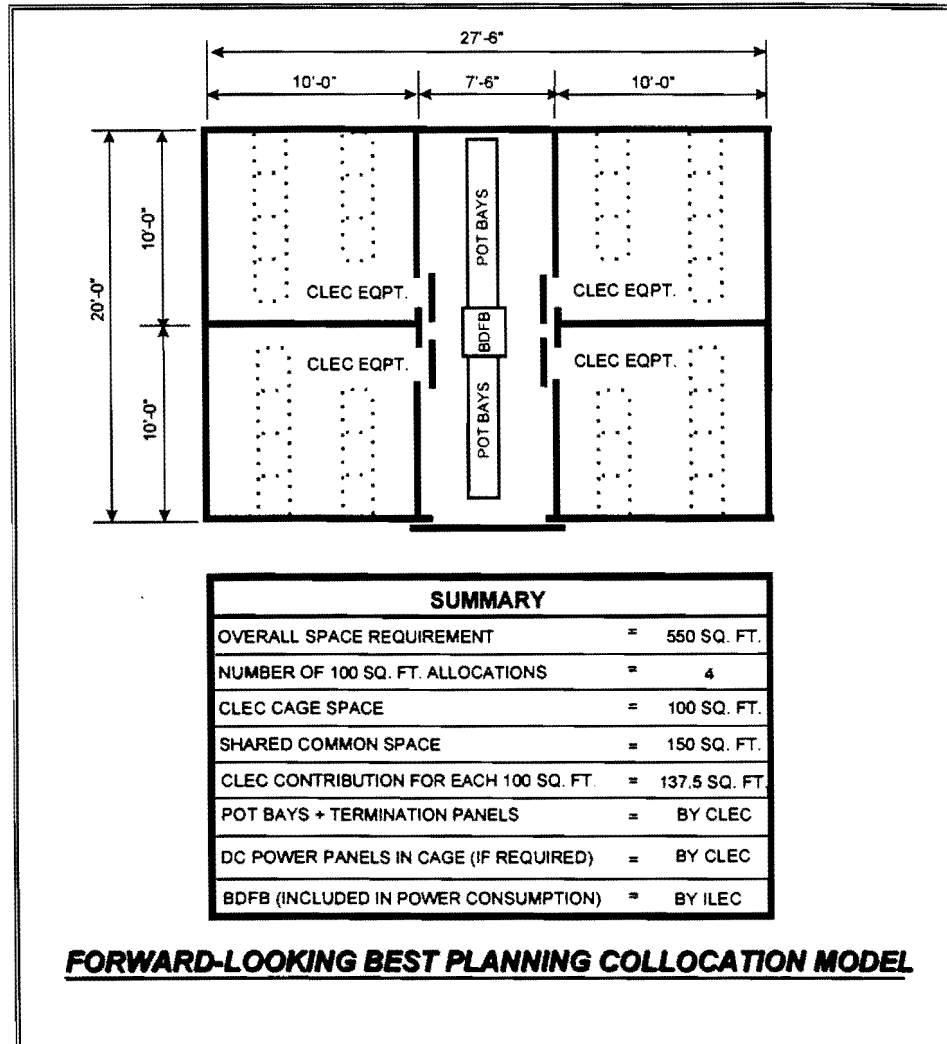 27'-6"
10'-0" 7'-6" 10'-0"
20'-0"
10'-0"
10'-0"
POT BAYS
BDFB
POT BAYS
CLEC EQPT. CLEC EQPT.
CLEC EQPT. CLEC EQPT.
SUMMARY
OVERALL SPACE REQUIREMENT = 550 SQ. FT.
NUMBER OF 100 SQ. FT. ALLOCATIONS = 4
CLEC CAGE SPACE = 100 SQ. FT.
SHARED COMMON SPACE = 150 SQ. FT.
CLEC CONTRIBUTION FOR EACH 100 SQ. FT. = 137.5 SQ. FT.
POT BAYS + TERMINATION PANELS = BY CLEC
DC POWER PANELS IN CAGE (IF REQUIRED) = BY CLEC
BDFB (INCLUDED IN POWER CONSUMPTION) = BY ILEC
FORWARD-LOOKING BEST PLANNING COLLOCATION MODEL